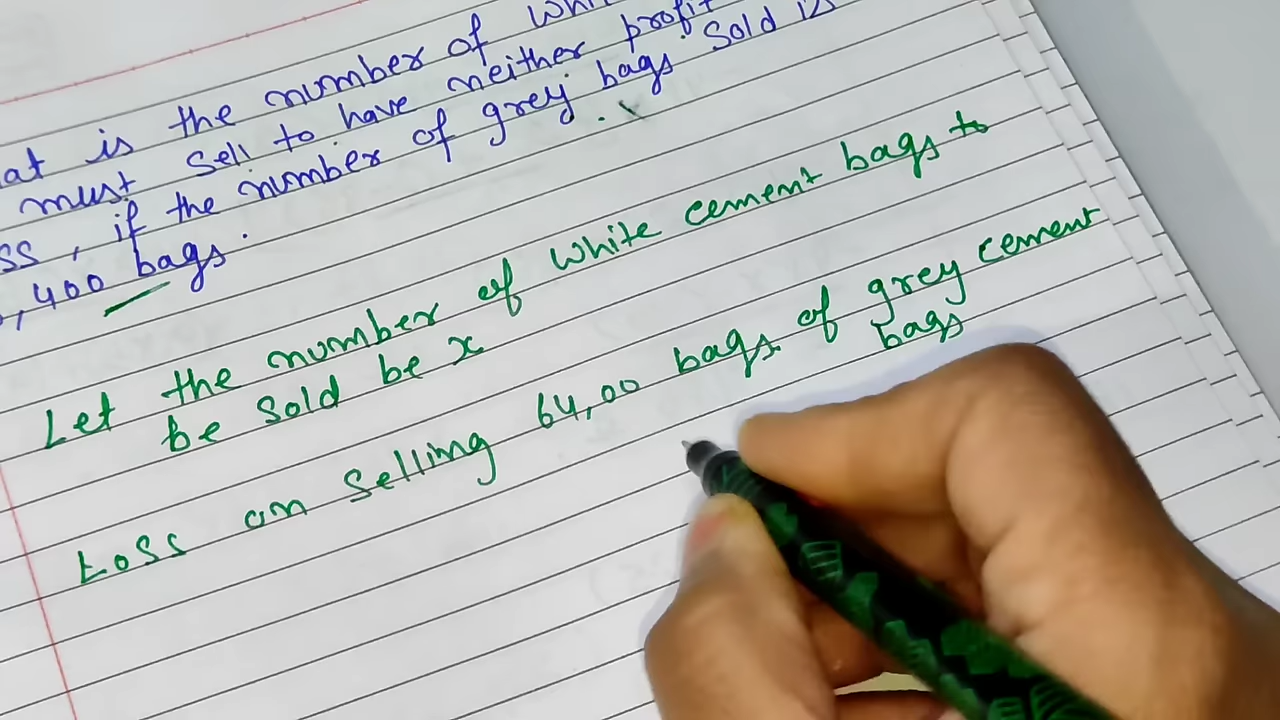 at is the number of
must sell to have neither profit
ss, if the number of grey bags sold is
,400 bags.
Let the number of white cement bags to
be sold be x
Loss on selling 64,00 bags of grey cement
bags